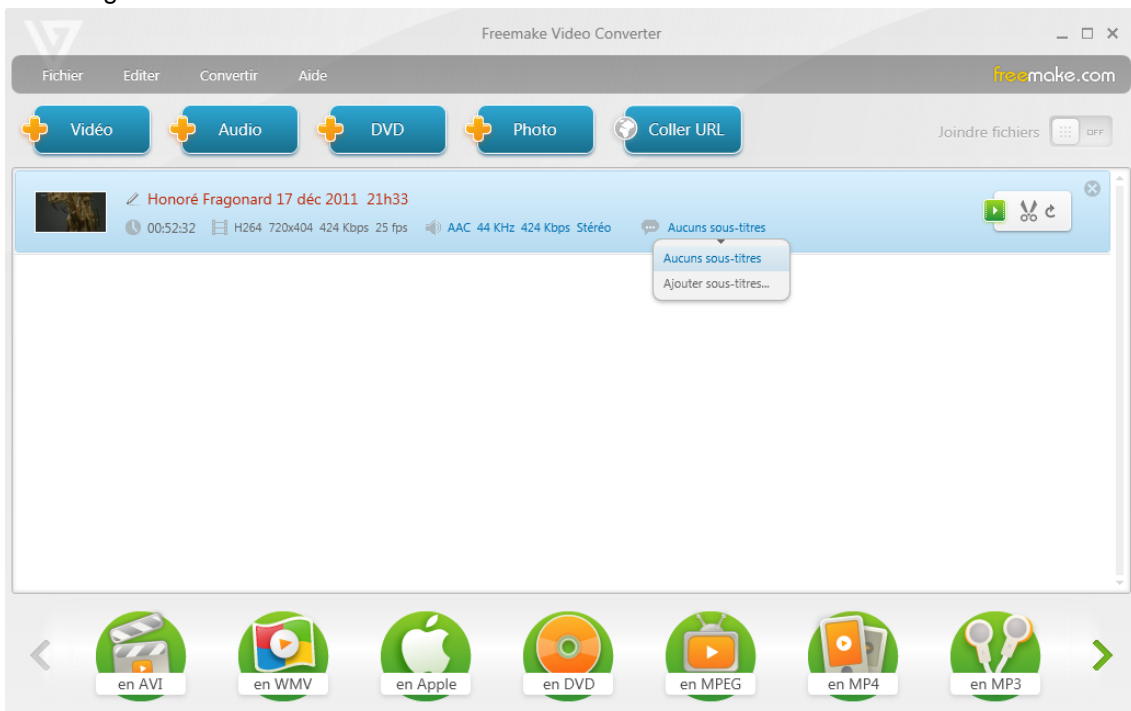 Freemake Video Converter
Fichier Editer Convertir Aide freemake.com
Vidéo Audio DVD Photo Coller URL Joindre fichiers OFF
Honoré Fragonard 17 déc 2011 21h33
00:52:32 H264 720x404 424 Kbps 25 fps AAC 44 KHz 424 Kbps Stéréo Aucuns sous-titres
Aucuns sous-titres
Ajouter sous-titres...
en AVI en WMV en Apple en DVD en MPEG en MP4 en MP3